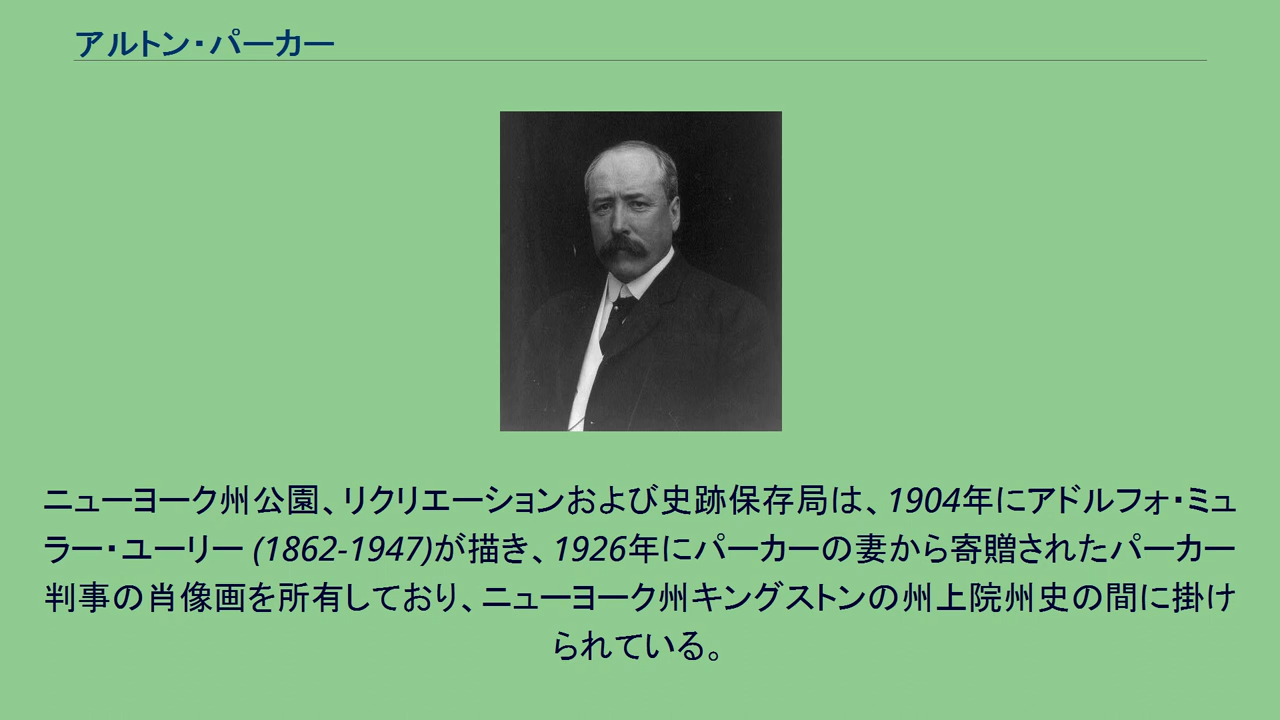 アルトン・パーカー
ニューヨーク州公園、リクリエーションおよび史跡保存局は、1904年にアドルフォ・ミュ
ラー・ユーリー (1862-1947)が描き、1926年にパーカーの妻から寄贈されたパーカー
判事の肖像画を所有しており、ニューヨーク州キングストンの州上院州史の間に掛け
られている。